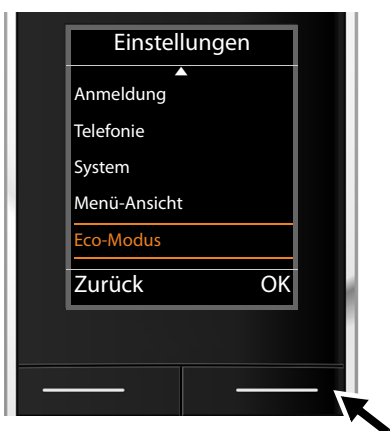 Einstellungen
Anmeldung
Telefonie
System
Menü-Ansicht
Eco-Modus
Zurück OK